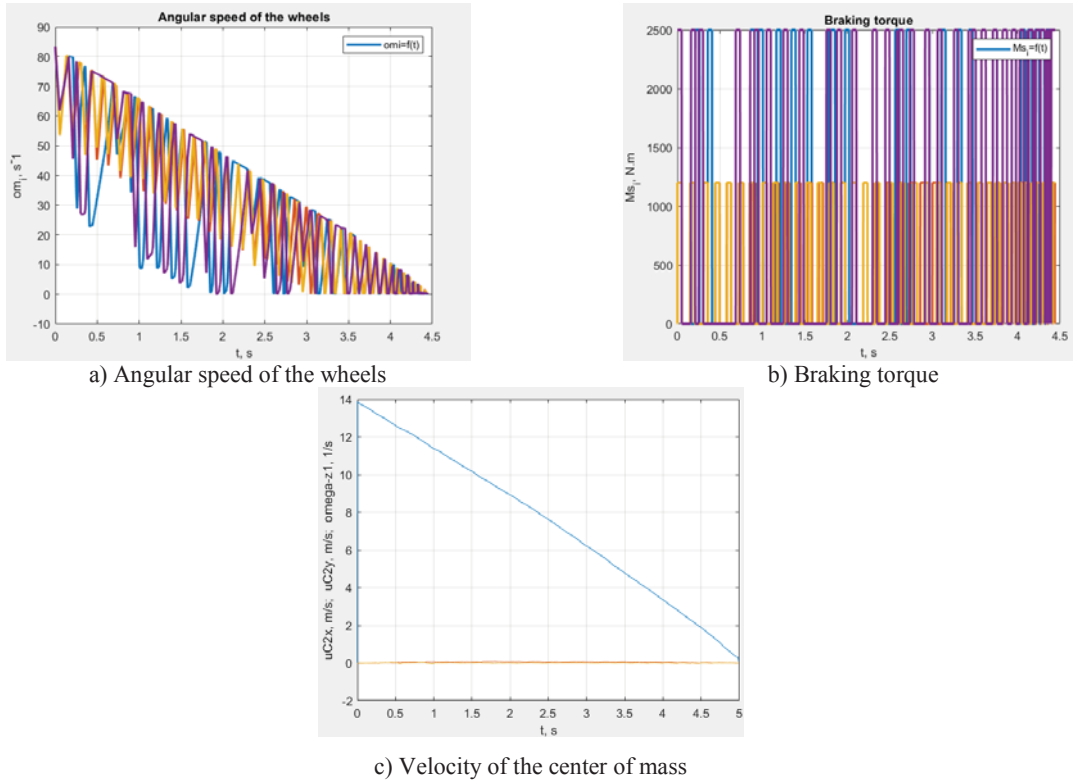 Angular speed of the wheels
omi=f(t)
90
80
70
60
50
40
30
20
10
0
-10
om_i, s^-1
0 0.5 1 1.5 2 2.5 3 3.5 4 4.5
t, s
a) Angular speed of the wheels
Braking torque
Ms_i=f(t)
2500
2000
1500
1000
500
0
Ms_i, N.m
0 0.5 1 1.5 2 2.5 3 3.5 4 4.5
t, s
b) Braking torque
14
12
10
8
6
4
2
0
-2
uC2x, m/s; uC2y, m/s; omega-z1, 1/s
0 0.5 1 1.5 2 2.5 3 3.5 4 4.5 5
t, s
c) Velocity of the center of mass